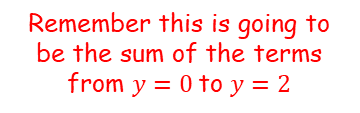 Remember this is going to
be the sum of the terms
from y = 0 to y = 2